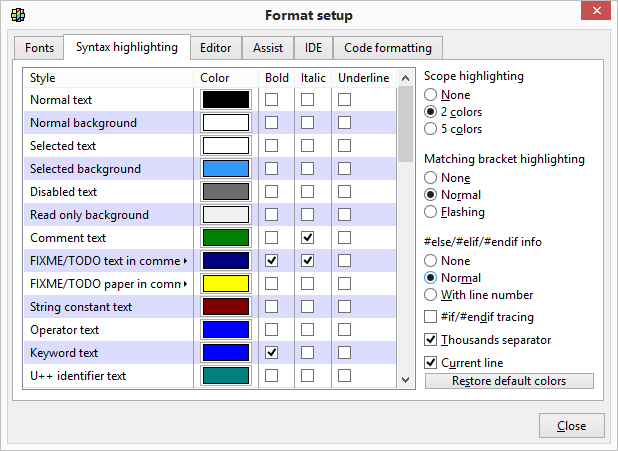 Format setup
Fonts Syntax highlighting Editor Assist IDE Code formatting
Style Color Bold Italic Underline
Normal text
Normal background
Selected text
Selected background
Disabled text
Read only background
Comment text
FIXME/TODO text in comme
FIXME/TODO paper in comn
String constant text
Operator text
Keyword text
U++ identifier text
Scope highlighting
None
2 colors
5 colors
Matching bracket highlighting
None
Normal
Flashing
#else/#elif/#endif info
None
Normal
With line number
#if/#endif tracing
Thousands separator
Current line
Restore default colors
Close